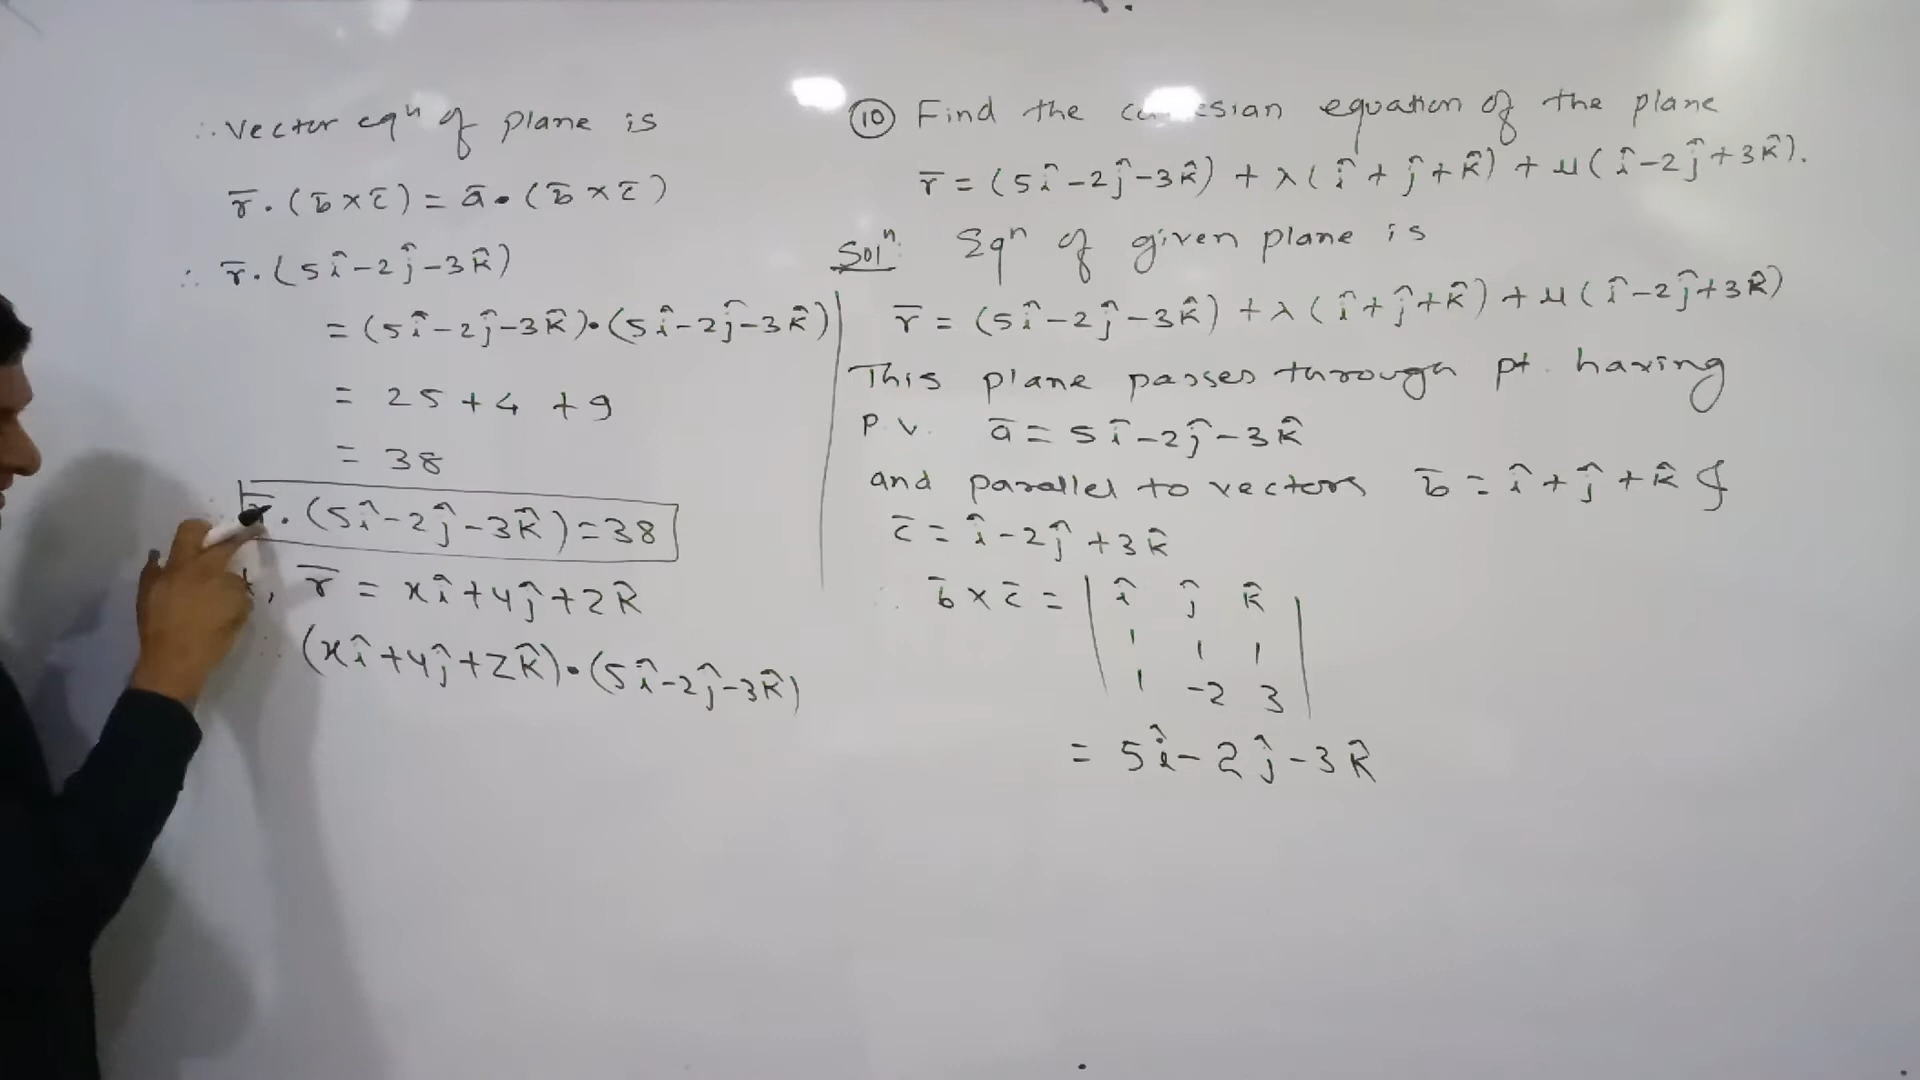 ∴ vector eqⁿ of plane is
r̄ · (b̄ × c̄) = ā · (b̄ × c̄)
∴ r̄ · (5î - 2ĵ - 3k̂)
= (5î - 2ĵ - 3k̂) · (5î - 2ĵ - 3k̂)
= 25 + 4 + 9
= 38
r̄ · (5î - 2ĵ - 3k̂) = 38
, r̄ = xî + yĵ + zk̂
(xî + yĵ + zk̂) · (5î - 2ĵ - 3k̂)
⑩ Find the equation of the plane
r̄ = (5î - 2ĵ - 3k̂) + λ(î + ĵ + k̂) + μ(î - 2ĵ + 3k̂).
Solⁿ: Eqⁿ of given plane is
r̄ = (5î - 2ĵ - 3k̂) + λ(î + ĵ + k̂) + μ(î - 2ĵ + 3k̂)
This plane passes through pt. having
p.v. ā = 5î - 2ĵ - 3k̂
and parallel to vectors b̄ = î + ĵ + k̂ &
c̄ = î - 2ĵ + 3k̂
∴ b̄ × c̄ = | î ĵ k̂ |
1 1 1
1 -2 3
= 5î - 2ĵ - 3k̂